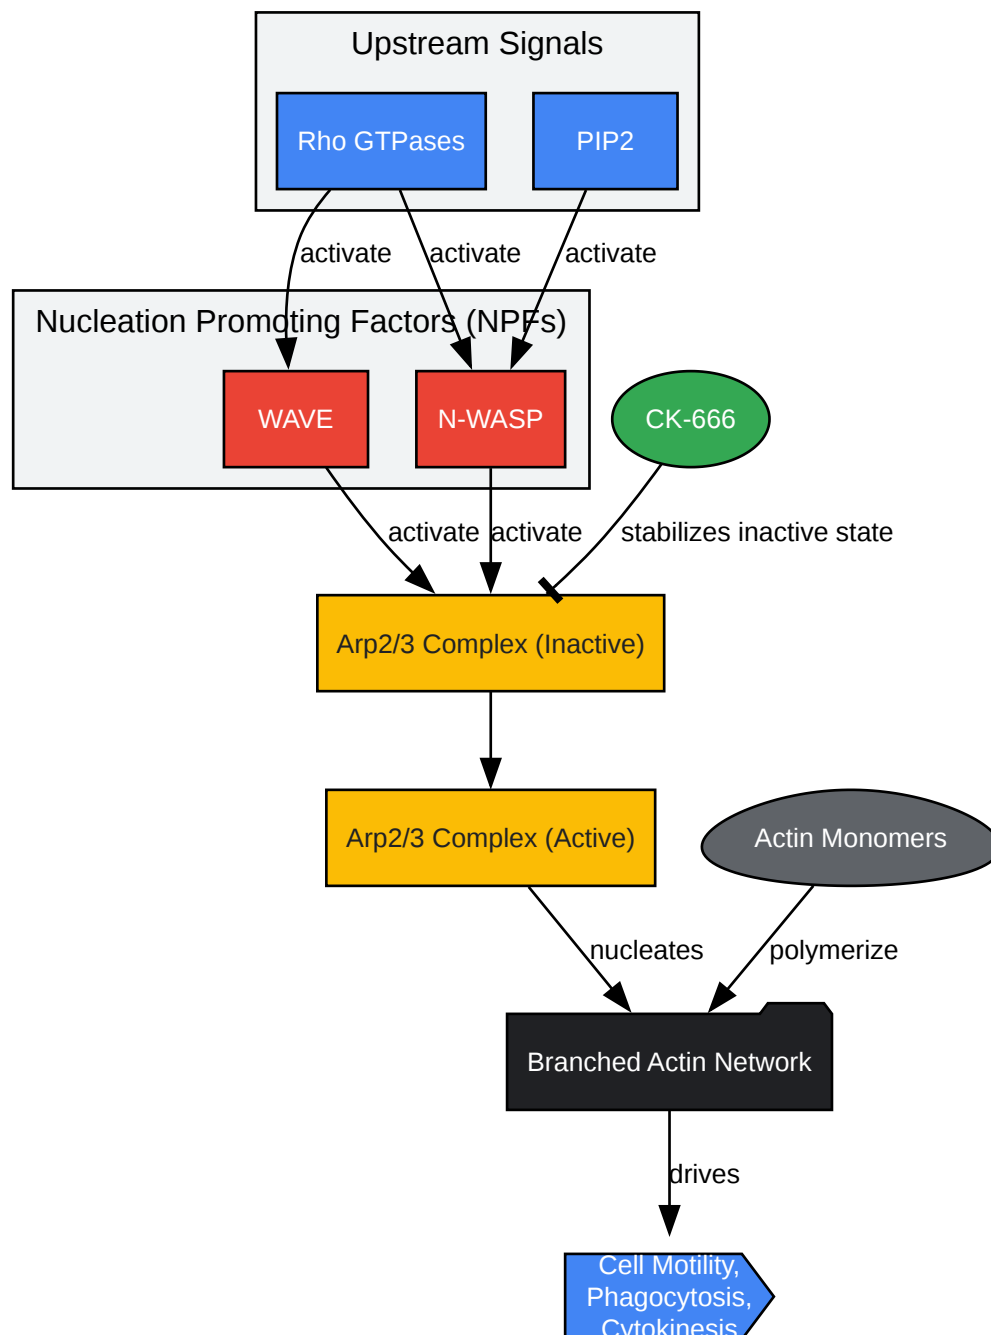 Upstream Signals
Rho GTPases
PIP2
activate
activate
activate
Nucleation Promoting Factors (NPFs)
WAVE
N-WASP
CK-666
activate
activate
stabilizes inactive state
Arp2/3 Complex (Inactive)
Arp2/3 Complex (Active)
Actin Monomers
nucleates
polymerize
Branched Actin Network
drives
Cell Motility,
Phagocytosis,
Cytokinesis